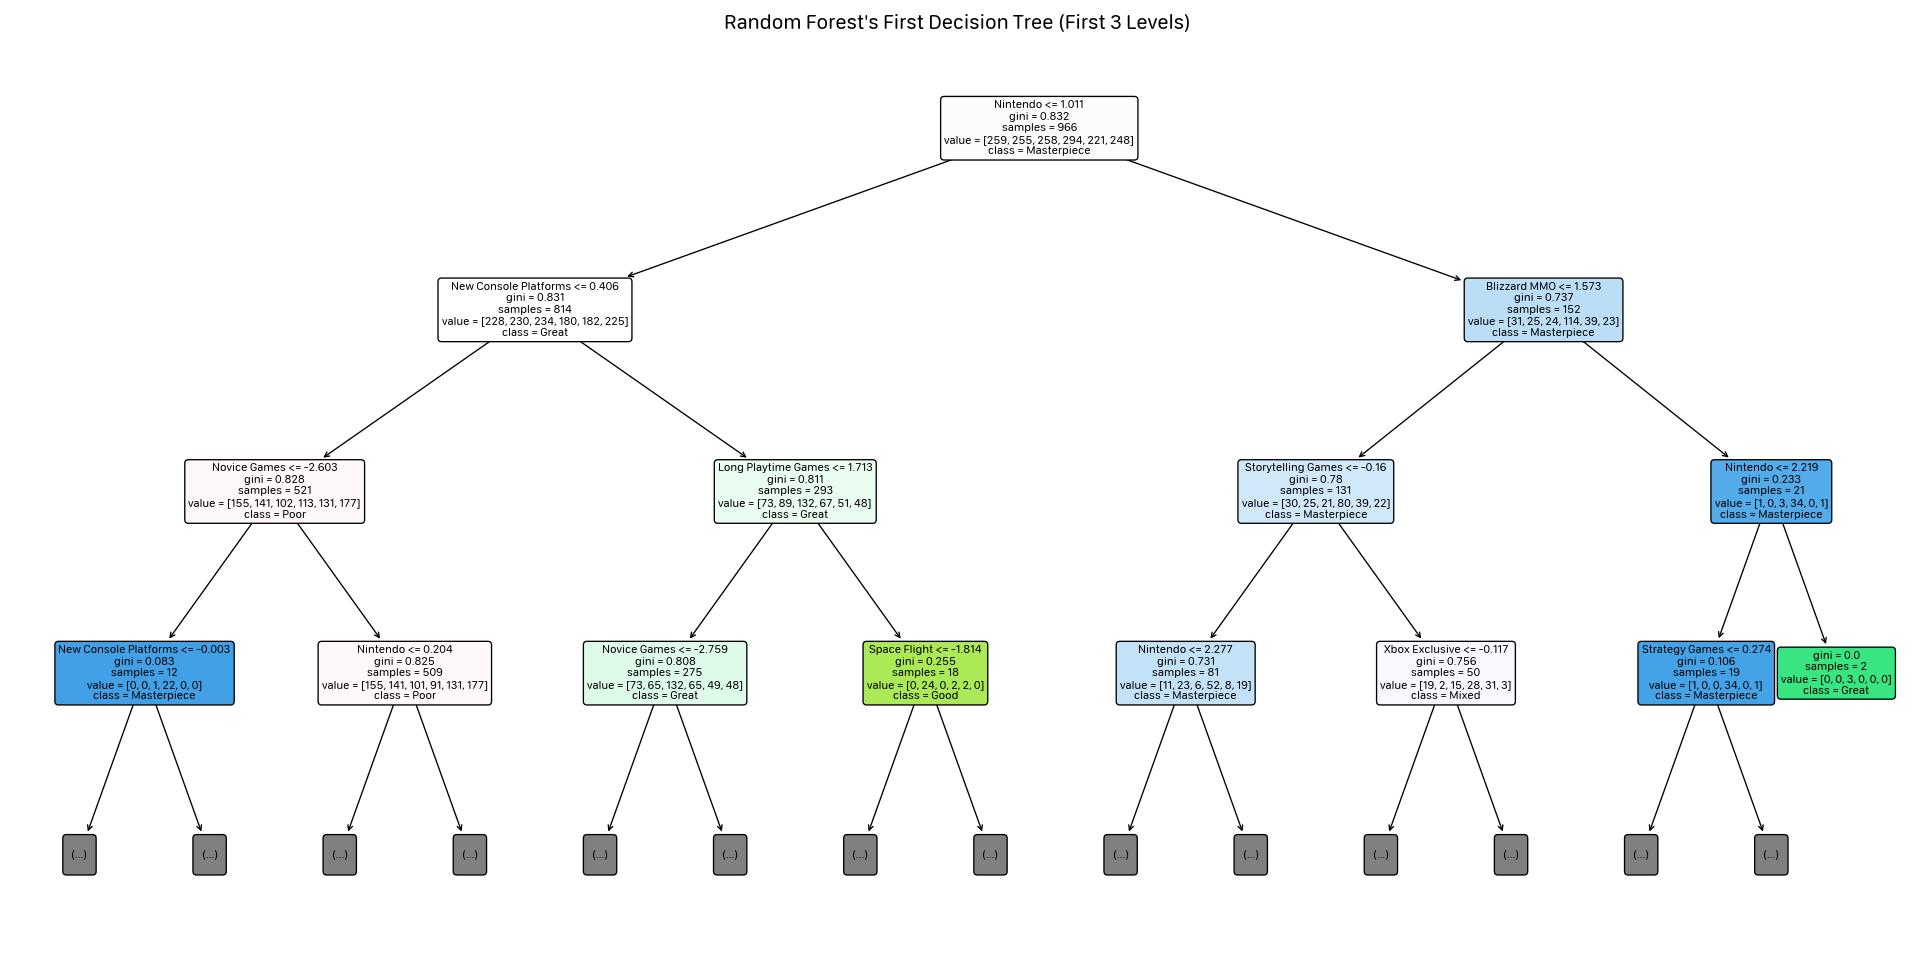 Random Forest's First Decision Tree (First 3 Levels)
Nintendo <= 1.011
gini = 0.832
samples = 966
value = [259, 255, 258, 294, 221, 248]
class = Masterpiece
New Console Platforms <= 0.406
gini = 0.831
samples = 814
value = [228, 230, 234, 180, 182, 225]
class = Great
Blizzard MMO <= 1.573
gini = 0.737
samples = 152
value = [31, 25, 24, 114, 39, 23]
class = Masterpiece
Novice Games <= -2.603
gini = 0.828
samples = 521
value = [155, 141, 102, 113, 131, 177]
class = Poor
Long Playtime Games <= 1.713
gini = 0.811
samples = 293
value = [73, 89, 132, 67, 51, 48]
class = Great
Storytelling Games <= -0.16
gini = 0.78
samples = 131
value = [30, 25, 21, 80, 39, 22]
class = Masterpiece
Nintendo <= 2.219
gini = 0.233
samples = 21
value = [1, 0, 3, 34, 0, 1]
class = Masterpiece
New Console Platforms <= -0.003
gini = 0.083
samples = 12
value = [0, 0, 1, 22, 0, 0]
class = Masterpiece
Nintendo <= 0.204
gini = 0.825
samples = 509
value = [155, 141, 101, 91, 131, 177]
class = Poor
Novice Games <= -2.759
gini = 0.808
samples = 275
value = [73, 65, 132, 65, 49, 48]
class = Great
Space Flight <= -1.814
gini = 0.255
samples = 18
value = [0, 24, 0, 2, 2, 0]
class = Good
Nintendo <= 2.277
gini = 0.731
samples = 81
value = [11, 23, 6, 52, 8, 19]
class = Masterpiece
Xbox Exclusive <= -0.117
gini = 0.756
samples = 50
value = [19, 2, 15, 28, 31, 3]
class = Mixed
Strategy Games <= 0.274
gini = 0.106
samples = 19
value = [1, 0, 0, 34, 0, 1]
class = Masterpiece
gini = 0.0
samples = 2
value = [0, 0, 3, 0, 0, 0]
class = Great
(...)
(...)
(...)
(...)
(...)
(...)
(...)
(...)
(...)
(...)
(...)
(...)
(...)
(...)